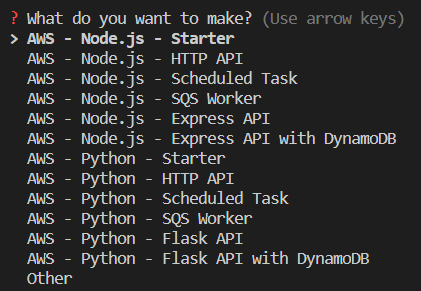 ? What do you want to make? (Use arrow keys)
> AWS - Node.js - Starter
AWS - Node.js - HTTP API
AWS - Node.js - Scheduled Task
AWS - Node.js - SQS Worker
AWS - Node.js - Express API
AWS - Node.js - Express API with DynamoDB
AWS - Python - Starter
AWS - Python - HTTP API
AWS - Python - Scheduled Task
AWS - Python - SQS Worker
AWS - Python - Flask API
AWS - Python - Flask API with DynamoDB
Other